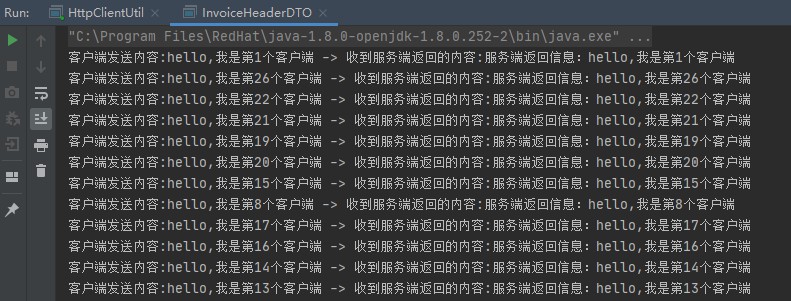 Run: HttpClientUtil × InvoiceHeaderDTO ×
"C:\Program Files\RedHat\java-1.8.0-openjdk-1.8.0.252-2\bin\java.exe" ...
客户端发送内容:hello,我是第1个客户端 -> 收到服务端返回的内容:服务端返回信息：hello,我是第1个客户端
客户端发送内容:hello,我是第26个客户端 -> 收到服务端返回的内容:服务端返回信息：hello,我是第26个客户端
客户端发送内容:hello,我是第22个客户端 -> 收到服务端返回的内容:服务端返回信息：hello,我是第22个客户端
客户端发送内容:hello,我是第21个客户端 -> 收到服务端返回的内容:服务端返回信息：hello,我是第21个客户端
客户端发送内容:hello,我是第19个客户端 -> 收到服务端返回的内容:服务端返回信息：hello,我是第19个客户端
客户端发送内容:hello,我是第20个客户端 -> 收到服务端返回的内容:服务端返回信息：hello,我是第20个客户端
客户端发送内容:hello,我是第15个客户端 -> 收到服务端返回的内容:服务端返回信息：hello,我是第15个客户端
客户端发送内容:hello,我是第8个客户端 -> 收到服务端返回的内容:服务端返回信息：hello,我是第8个客户端
客户端发送内容:hello,我是第17个客户端 -> 收到服务端返回的内容:服务端返回信息：hello,我是第17个客户端
客户端发送内容:hello,我是第16个客户端 -> 收到服务端返回的内容:服务端返回信息：hello,我是第16个客户端
客户端发送内容:hello,我是第14个客户端 -> 收到服务端返回的内容:服务端返回信息：hello,我是第14个客户端
客户端发送内容:hello,我是第13个客户端 -> 收到服务端返回的内容:服务端返回信息：hello,我是第13个客户端